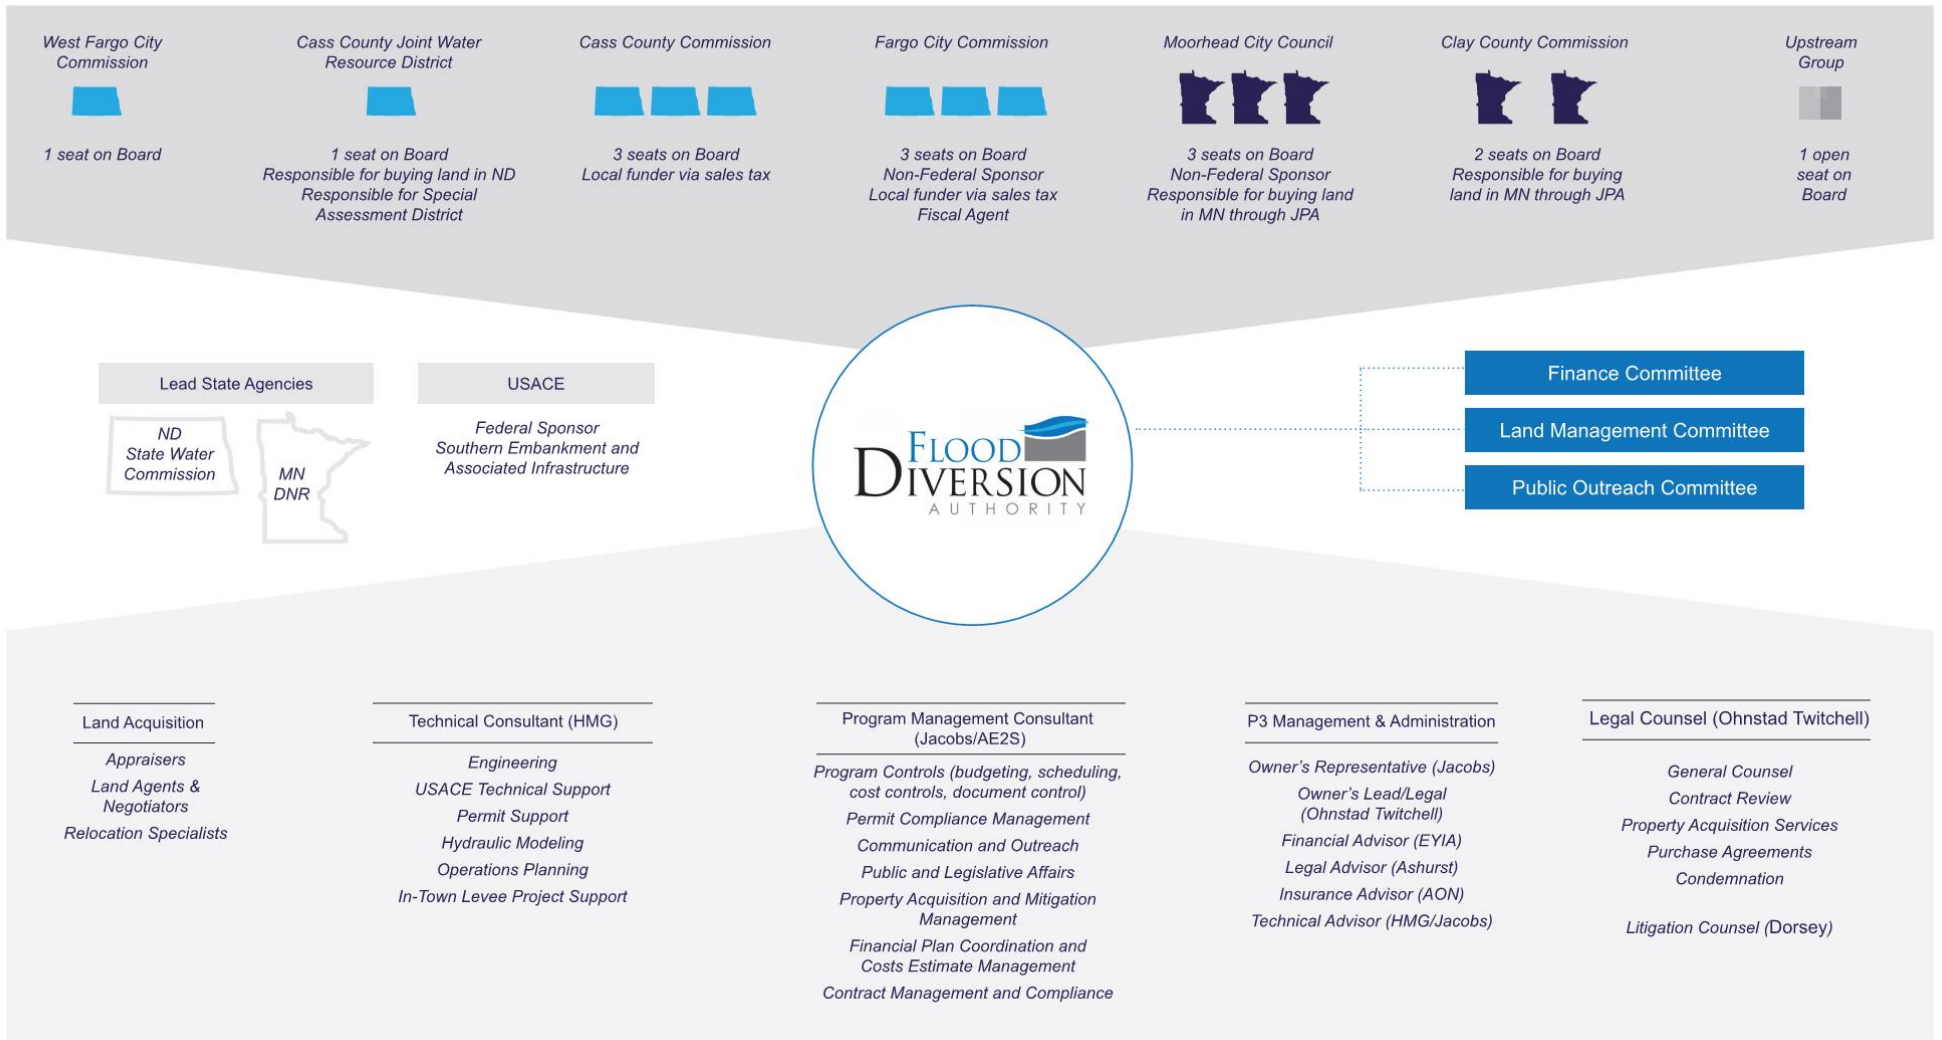 West Fargo City
Commission
1 seat on Board
Cass County Joint Water
Resource District
1 seat on Board
Responsible for buying land in ND
Responsible for Special
Assessment District
Cass County Commission
3 seats on Board
Local funder via sales tax
Fargo City Commission
3 seats on Board
Non-Federal Sponsor
Local funder via sales tax
Fiscal Agent
Moorhead City Council
3 seats on Board
Non-Federal Sponsor
Responsible for buying land
in MN through JPA
Clay County Commission
2 seats on Board
Responsible for buying
land in MN through JPA
Upstream
Group
1 open
seat on
Board
Lead State Agencies
ND
State Water
Commission
MN
DNR
USACE
Federal Sponsor
Southern Embankment and
Associated Infrastructure
FLOOD
DIVERSION
AUTHORITY
Finance Committee
Land Management Committee
Public Outreach Committee
Land Acquisition
Appraisers
Land Agents &
Negotiators
Relocation Specialists
Technical Consultant (HMG)
Engineering
USACE Technical Support
Permit Support
Hydraulic Modeling
Operations Planning
In-Town Levee Project Support
Program Management Consultant
(Jacobs/AE2S)
Program Controls (budgeting, scheduling,
cost controls, document control)
Permit Compliance Management
Communication and Outreach
Public and Legislative Affairs
Property Acquisition and Mitigation
Management
Financial Plan Coordination and
Costs Estimate Management
Contract Management and Compliance
P3 Management & Administration
Owner's Representative (Jacobs)
Owner's Lead/Legal
(Ohnstad Twitchell)
Financial Advisor (EYIA)
Legal Advisor (Ashurst)
Insurance Advisor (AON)
Technical Advisor (HMG/Jacobs)
Legal Counsel (Ohnstad Twitchell)
General Counsel
Contract Review
Property Acquisition Services
Purchase Agreements
Condemnation
Litigation Counsel (Dorsey)